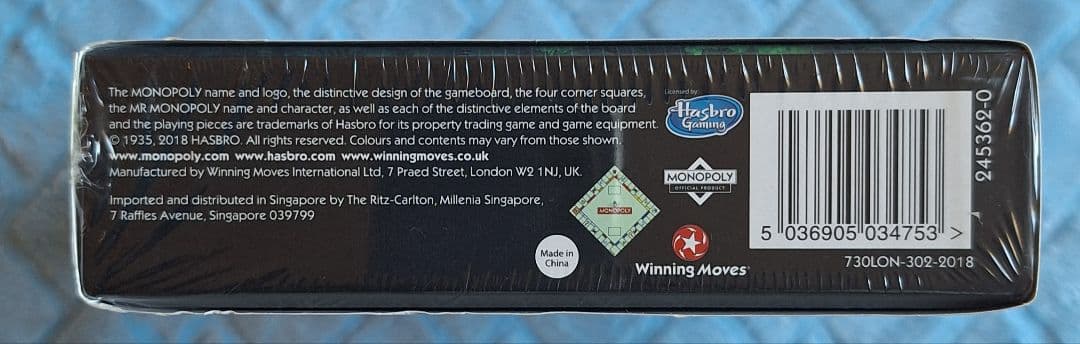 The MONOPOLY name and logo, the distinctive design of the gameboard, the four corner squares,
the MR MONOPOLY name and character, as well as each of the distinctive elements of the board
and the playing pieces are trademarks of Hasbro for its property trading game and game equipment.
© 1935, 2018 HASBRO. All rights reserved. Colours and contents may vary from those shown.
www.monopoly.com www.hasbro.com www.winningmoves.co.uk
Manufactured by Winning Moves International Ltd, 7 Praed Street, London W2 1NJ, UK.
Imported and distributed in Singapore by The Ritz-Carlton, Millenia Singapore,
7 Raffles Avenue, Singapore 039799
Made in
China
MONOPOLY
Licensed by:
Hasbro
Gaming
MONOPOLY
OFFICIAL PRODUCT
Winning Moves
5 036905 034753 >
730LON-302-2018
245362-0